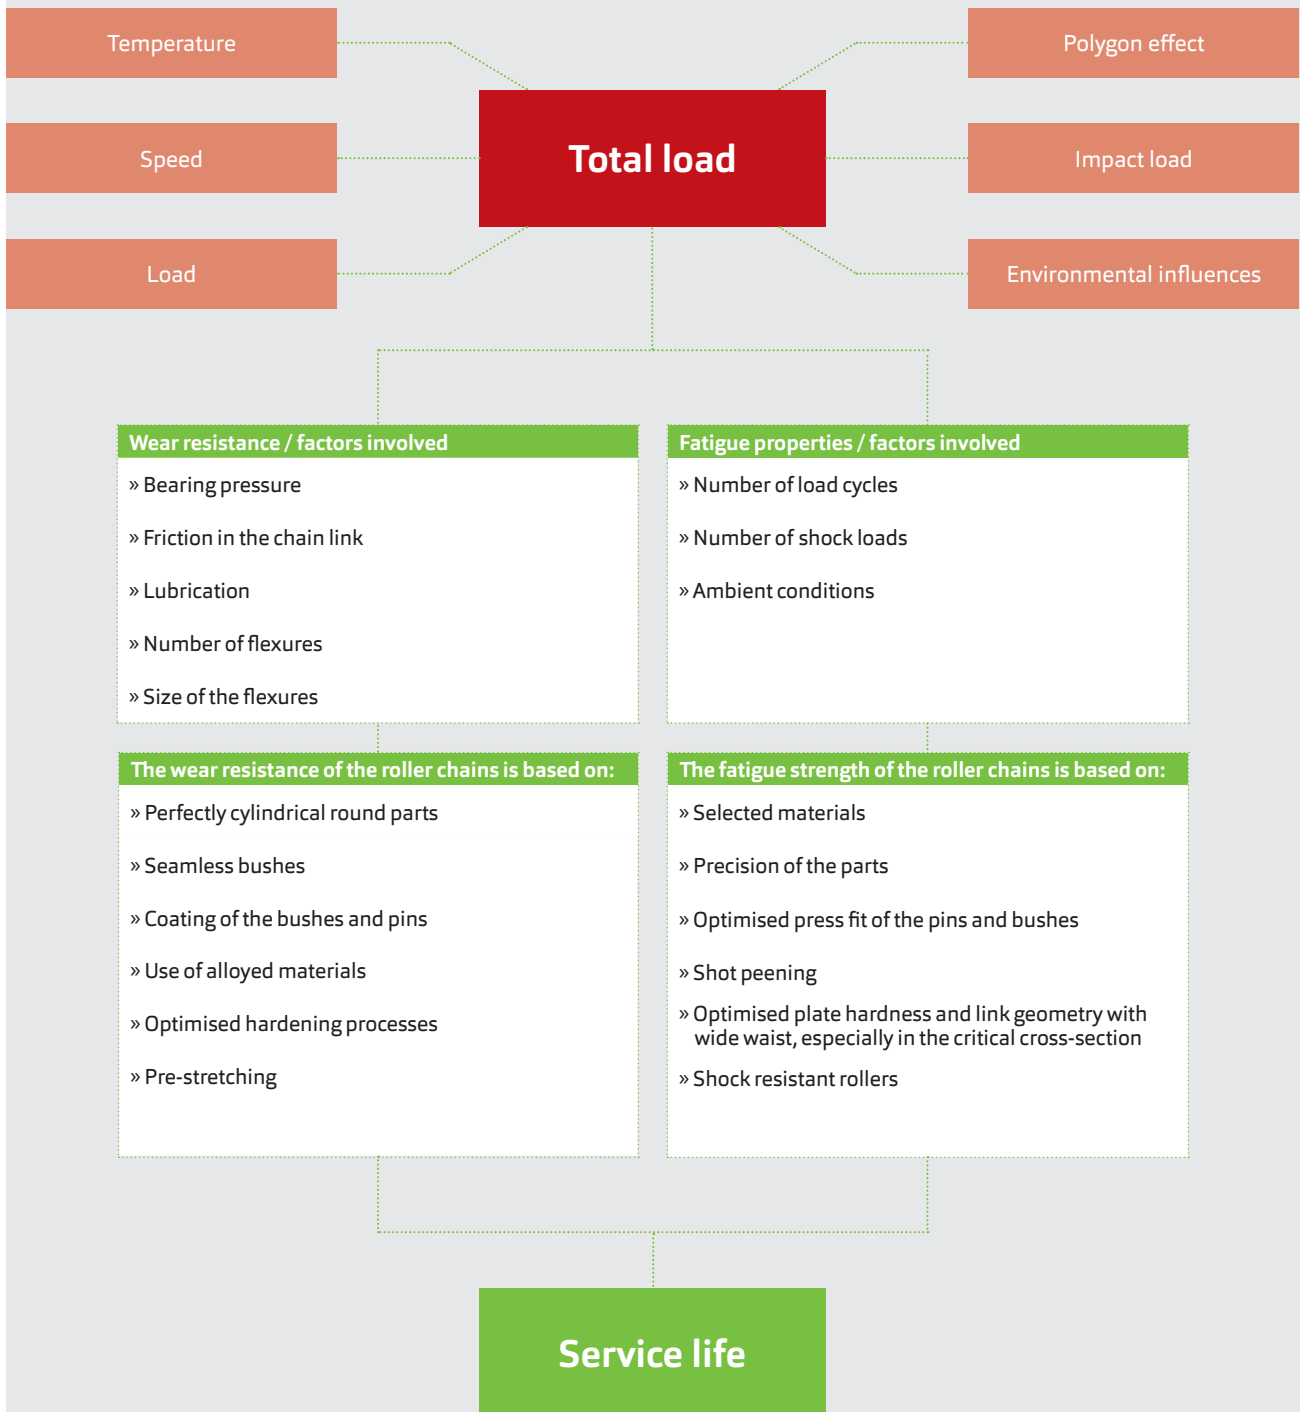 Temperature
Polygon effect
Total load
Speed
Impact load
Load
Environmental influences
Wear resistance / factors involved
» Bearing pressure
» Friction in the chain link
» Lubrication
» Number of flexures
» Size of the flexures
Fatigue properties / factors involved
» Number of load cycles
» Number of shock loads
» Ambient conditions
The wear resistance of the roller chains is based on:
» Perfectly cylindrical round parts
» Seamless bushes
» Coating of the bushes and pins
» Use of alloyed materials
» Optimised hardening processes
» Pre-stretching
The fatigue strength of the roller chains is based on:
» Selected materials
» Precision of the parts
» Optimised press fit of the pins and bushes
» Shot peening
» Optimised plate hardness and link geometry with
wide waist, especially in the critical cross-section
» Shock resistant rollers
Service life